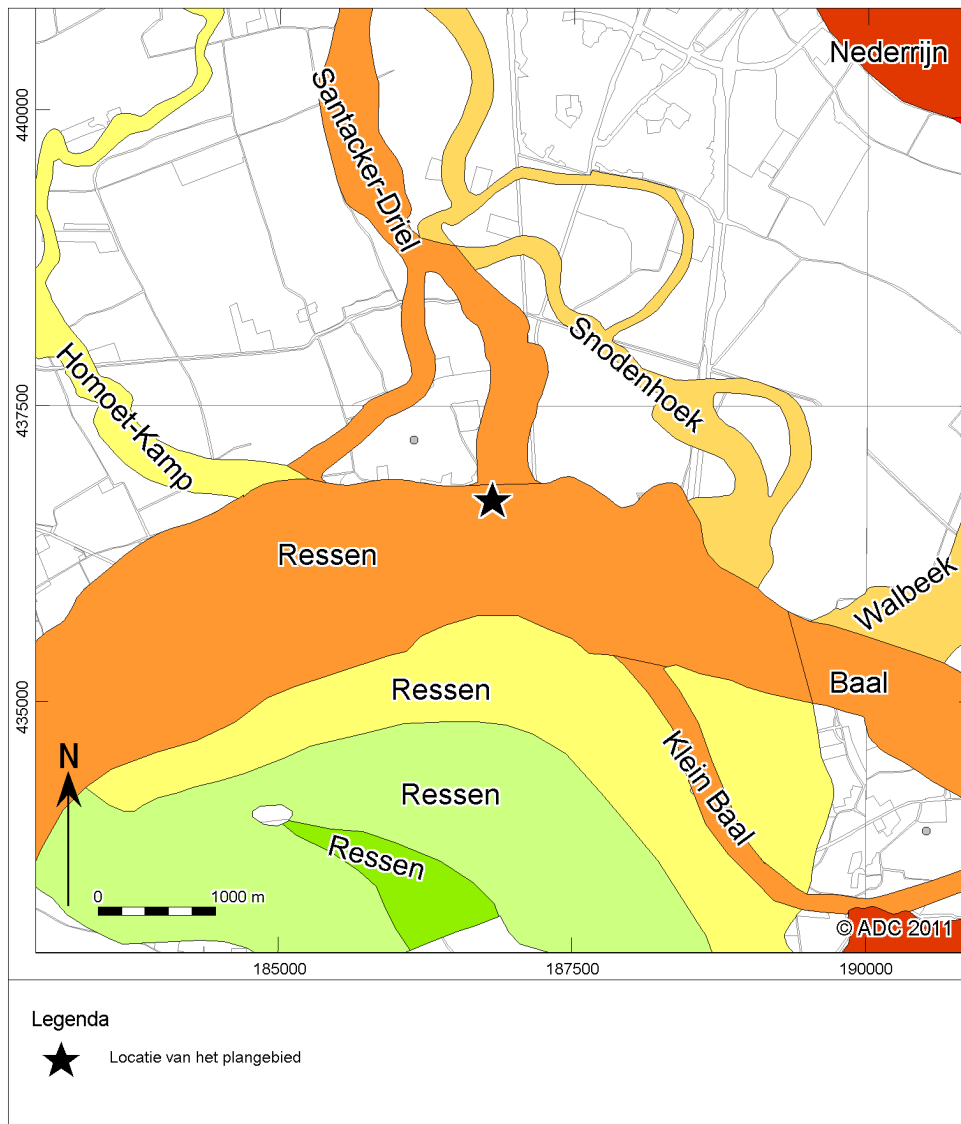 Nederrijn
440000
Santacker-Driel
Snodenhoek
Homoet-Kamp
437500
Ressen
Walbeek
Baal
Ressen
435000
Klein Baal
N
Ressen
Ressen
0 1000 m
© ADC 2011
185000 187500 190000
Legenda
Locatie van het plangebied